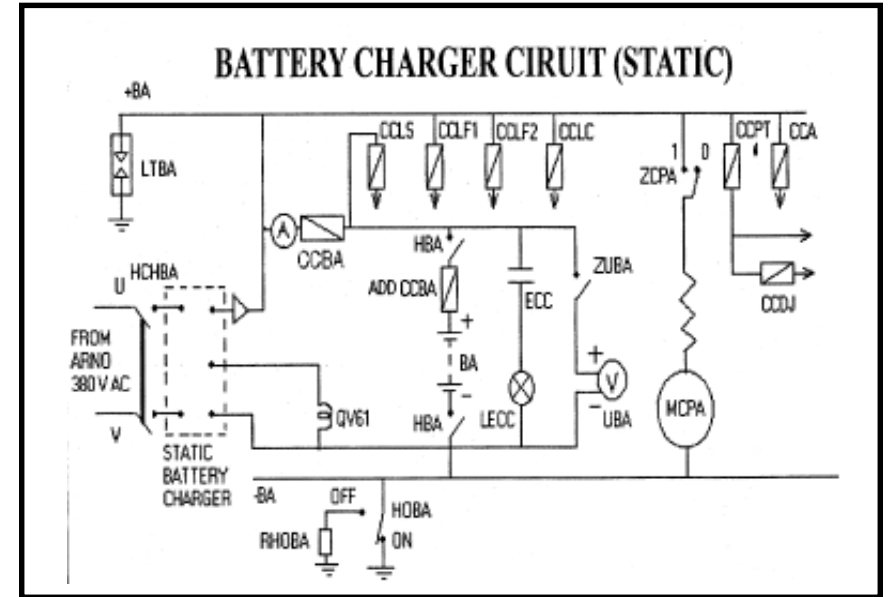 BATTERY CHARGER CIRUIT (STATIC)
+BA
CCLS
CCLF1
CCLF2
CCLC
CCPT
CCA
LTBA
1
0
ZCPA
A
CCBA
HBA
ZUBA
HCHBA
U
ADD CCBA
ECC
CCDJ
+
FROM
ARNO
380 V AC
BA
+
V
MCPA
-
QV61
HBA
LECC
-
UBA
V
STATIC
BATTERY
CHARGER
-BA
OFF
HOBA
RHOBA
ON